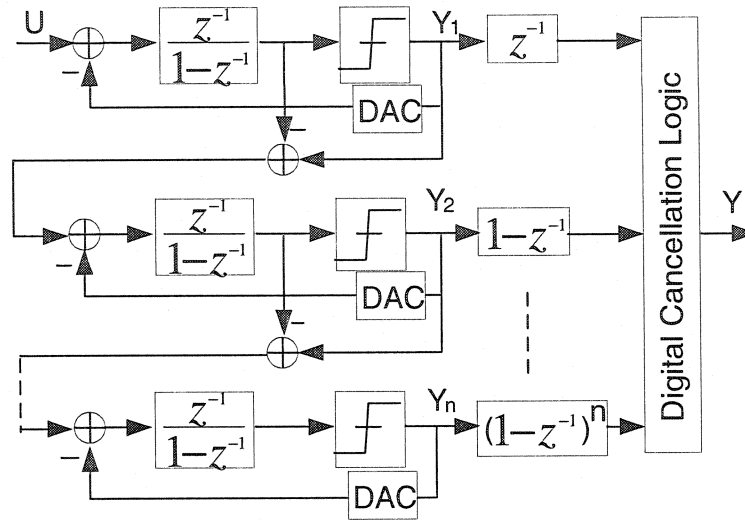 U
−
z⁻¹
1−z⁻¹
Y₁
z⁻¹
DAC
−
−
z⁻¹
1−z⁻¹
Y₂
1−z⁻¹
DAC
−
−
z⁻¹
1−z⁻¹
Yₙ
(1−z⁻¹)ⁿ
DAC
Digital Cancellation Logic
Y